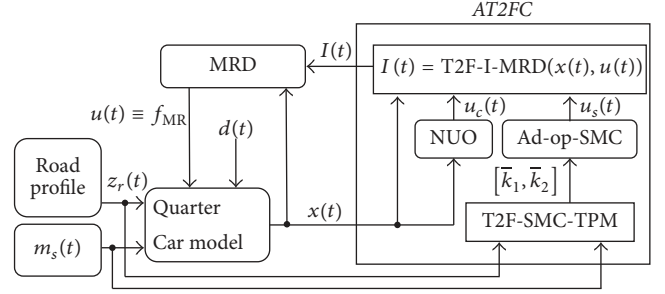 AT2FC
I(t)
MRD
I(t) = T2F-I-MRD(x(t), u(t))
u(t) ≡ f_MR
d(t)
u_c(t)
u_s(t)
NUO
Ad-op-SMC
Road
profile
z_r(t)
[k̅_1, k̅_2]
Quarter
Car model
x(t)
T2F-SMC-TPM
m_s(t)